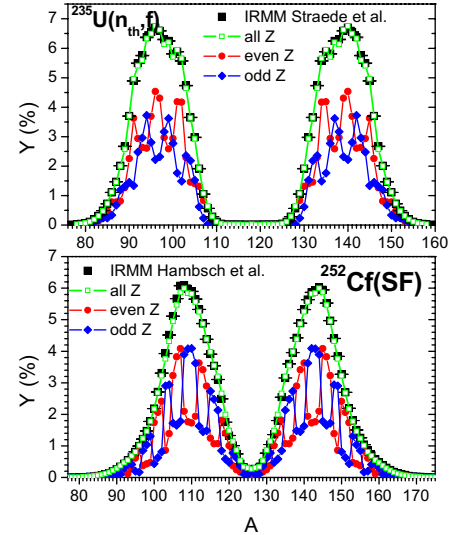 ²³⁵U(n_th,f)
IRMM Straede et al.
all Z
even Z
odd Z
Y (%)
7
6
5
4
3
2
1
0
80 90 100 110 120 130 140 150 160
IRMM Hambsch et al.
²⁵²Cf(SF)
all Z
even Z
odd Z
Y (%)
7
6
5
4
3
2
1
0
80 90 100 110 120 130 140 150 160 170
A